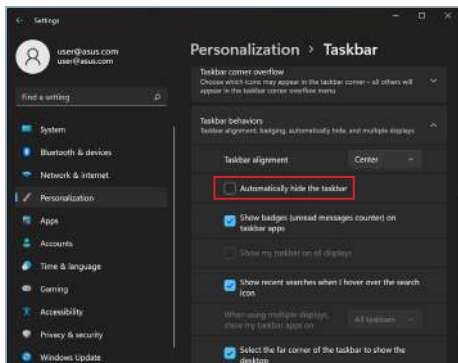 Settings
user@asus.com
user@asus.com
Find a setting
System
Bluetooth & devices
Network & internet
Personalization
Apps
Accounts
Time & language
Gaming
Accessibility
Privacy & security
Windows Update
Personalization > Taskbar
Taskbar corner overflow
Choose which icons may appear in the taskbar corner – all others will
appear in the taskbar corner overflow menu
Taskbar behaviors
Taskbar alignment, badging, automatically hide, and multiple displays
Taskbar alignment
Center
Automatically hide the taskbar
Show badges (unread messages counter) on
taskbar apps
Show my taskbar on all displays
Show recent searches when I hover over the search
icon
When using multiple displays,
show my taskbar apps on
All taskbars
Select the far corner of the taskbar to show the
desktop